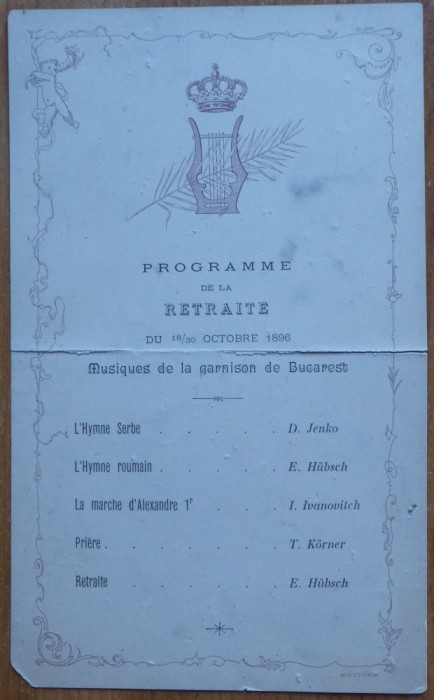 PROGRAMME
DE LA
RETRAITE
DU 18/30 OCTOBRE 1896
Musiques de la garnison de Bucarest
L'Hymne Serbe . . . . . D. Jenko
L'Hymne roumain . . . . . E. Hübsch
La marche d'Alexandre 1r . . . I. Ivanovitch
Prière . . . . . . . T. Körner
Retraite . . . . . . E. Hübsch